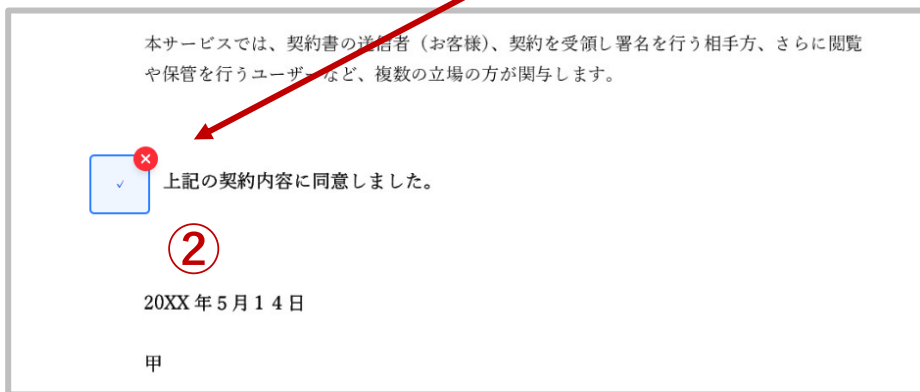 本サービスでは、契約書の送信者（お客様）、契約を受領し署名を行う相手方、さらに閲覧
や保管を行うユーザーなど、複数の立場の方が関与します。
✓ 上記の契約内容に同意しました。
②
20XX 年５月１４日
甲